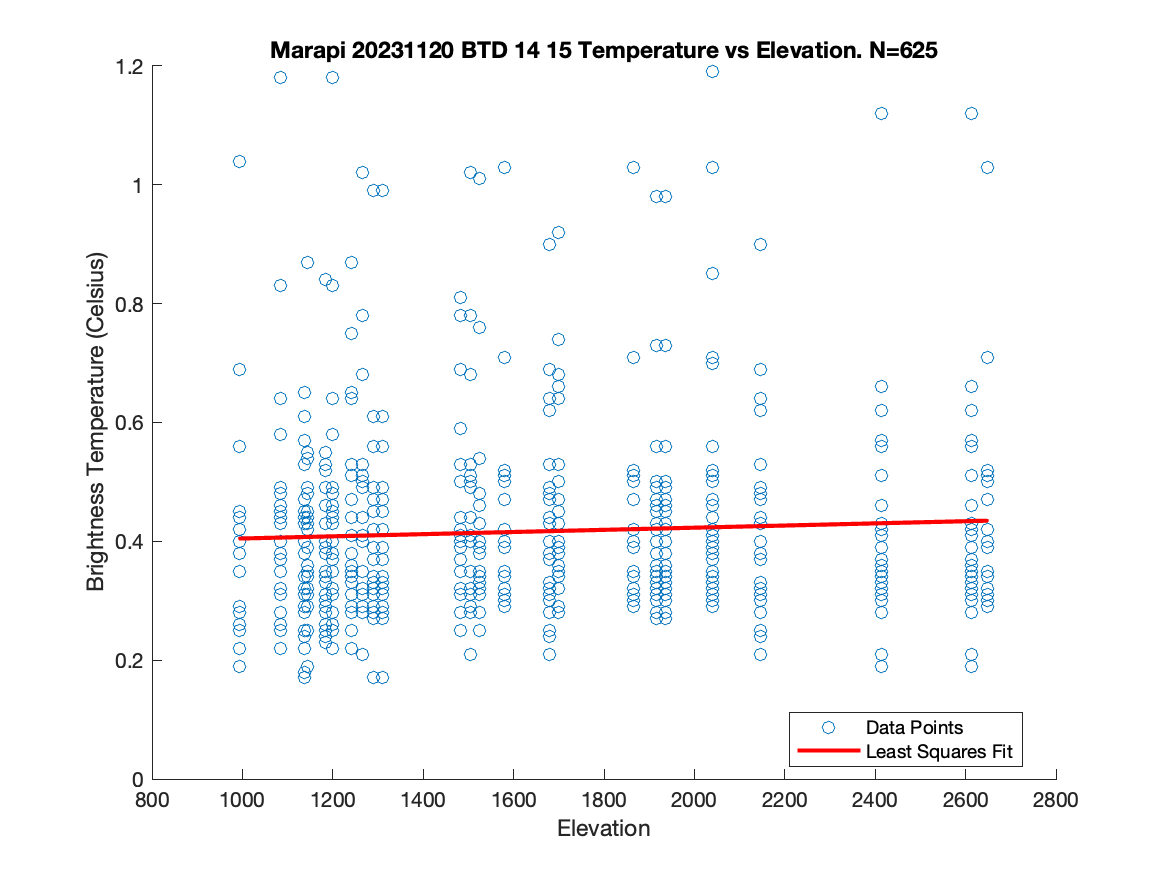 Marapi 20231120 BTD 14 15 Temperature vs Elevation. N=625
1.2
1
0.8
0.6
0.4
0.2
0
Brightness Temperature (Celsius)
Data Points
Least Squares Fit
800 1000 1200 1400 1600 1800 2000 2200 2400 2600 2800
Elevation